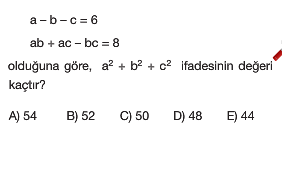 a – b – c = 6
ab + ac – bc = 8
olduğuna göre, a² + b² + c² ifadesinin değeri
kaçtır?
A) 54 B) 52 C) 50 D) 48 E) 44